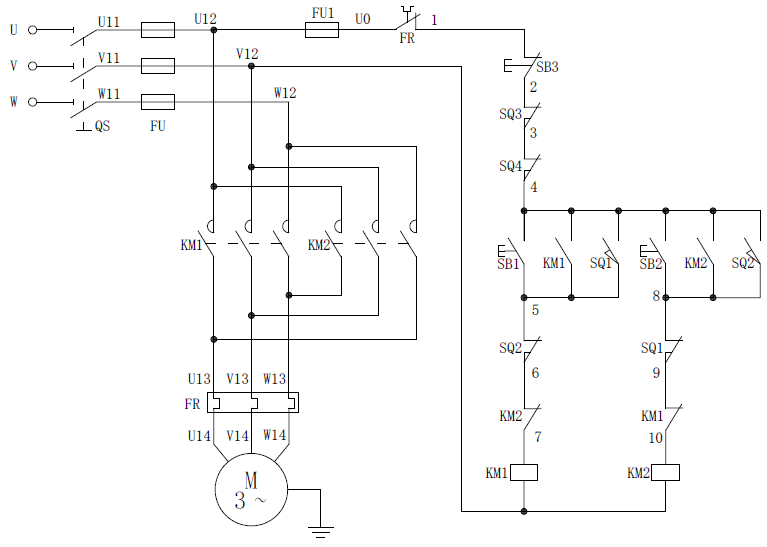 U U11 U12 FU1 U0 FR 1
V V11 V12 SB3
W W11 W12 2
QS FU SQ3
3
SQ4
4
KM1 KM2 SB1 KM1 SQ1 SB2 KM2 SQ2
5 8
SQ2 SQ1
U13 V13 W13 6 9
FR KM2 KM1
U14 V14 W14 7 10
M KM1 KM2
3 ~